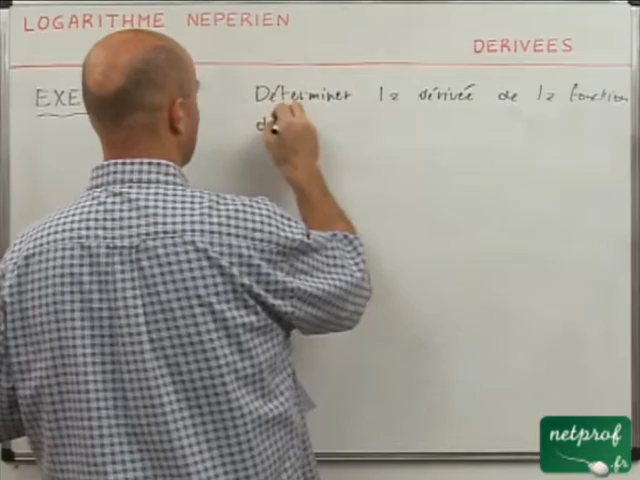 LOGARITHME NEPERIEN
DERIVEES
EXE
Déterminer la dérivée de la fonction
d
netprof
.fr